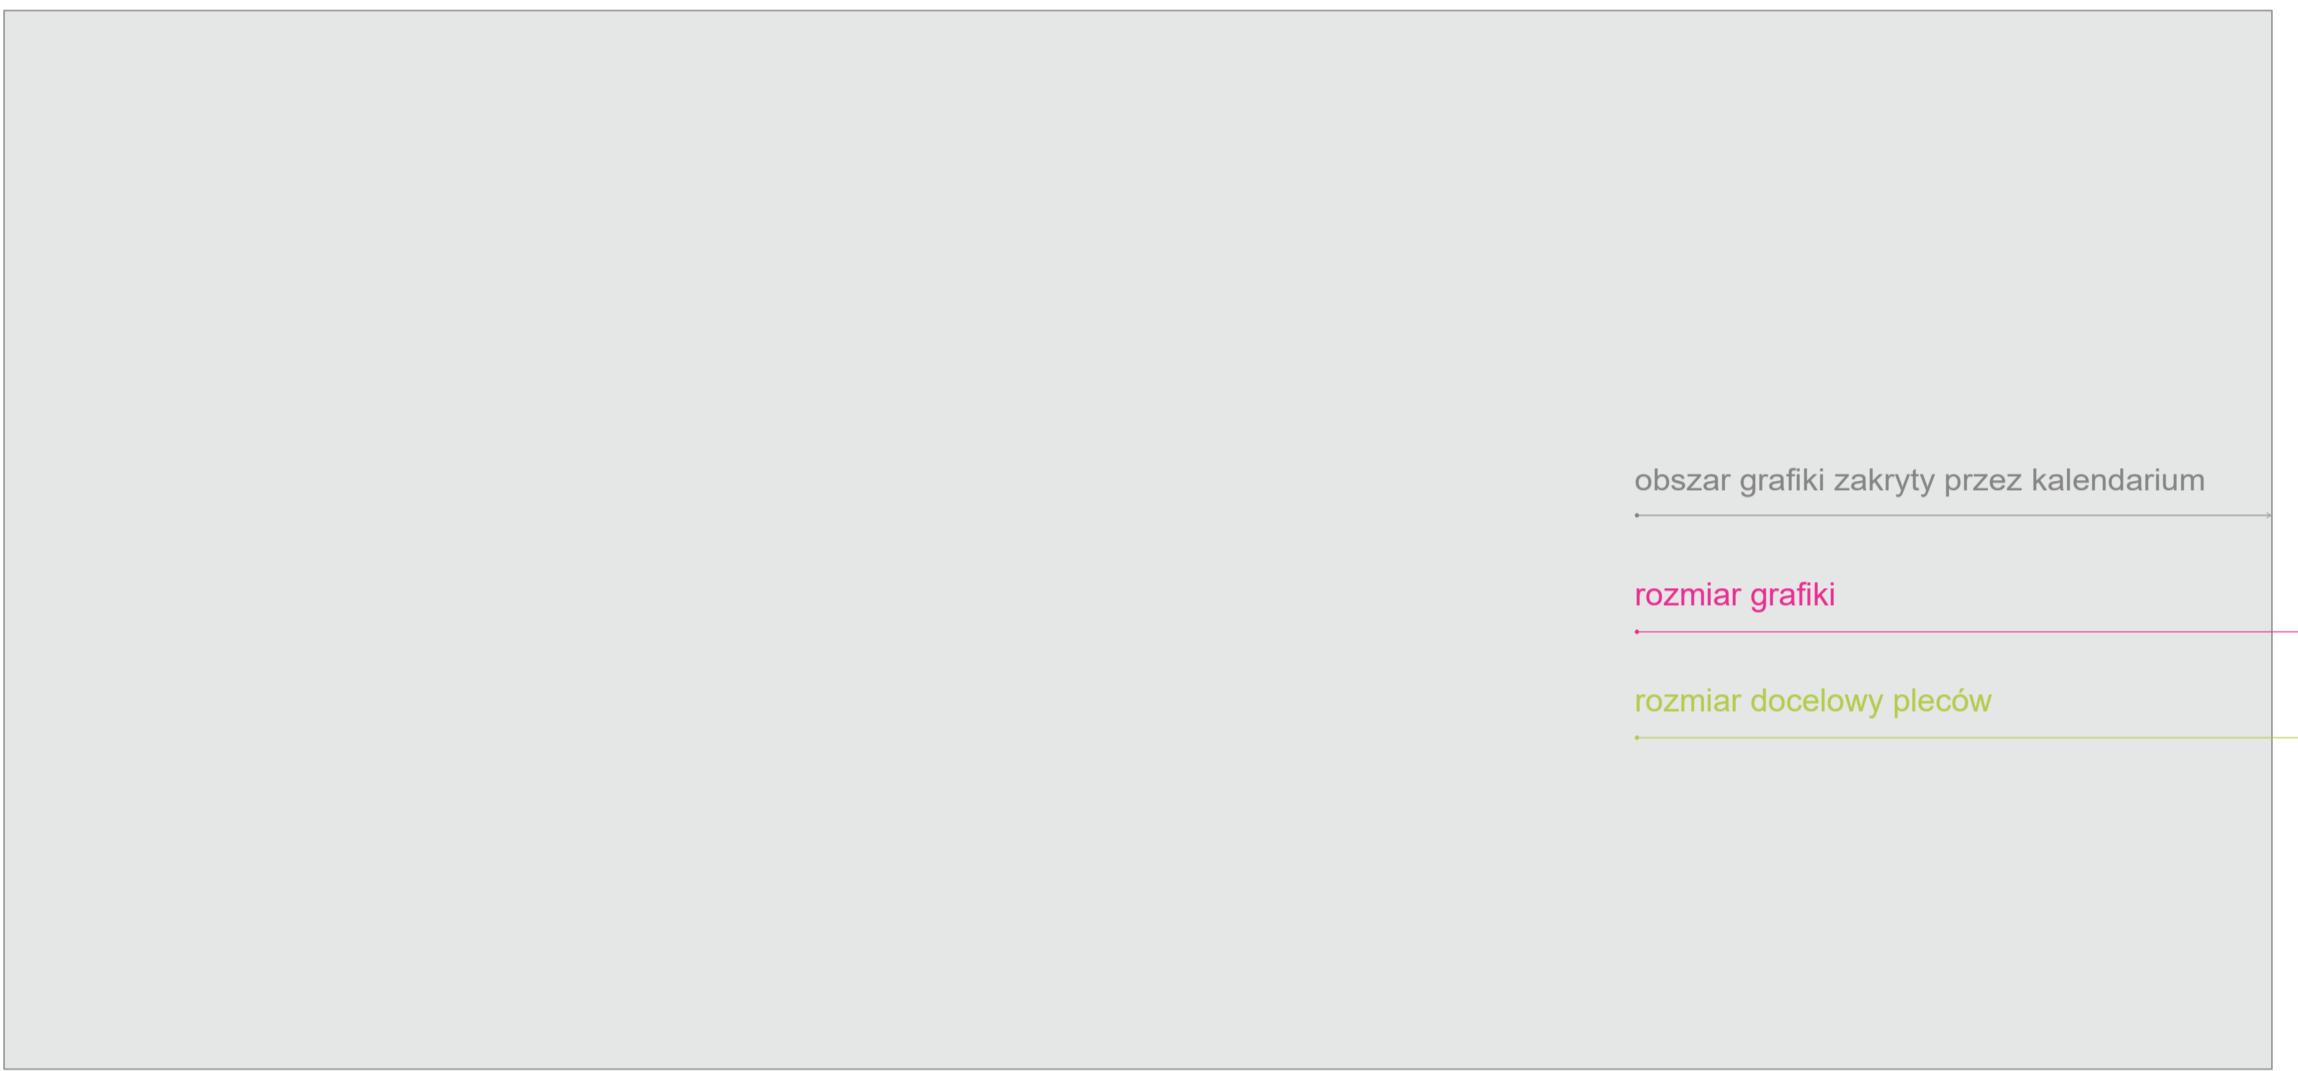 obszar grafiki zakryty przez kalendarium
rozmiar grafiki
rozmiar docelowy pleców